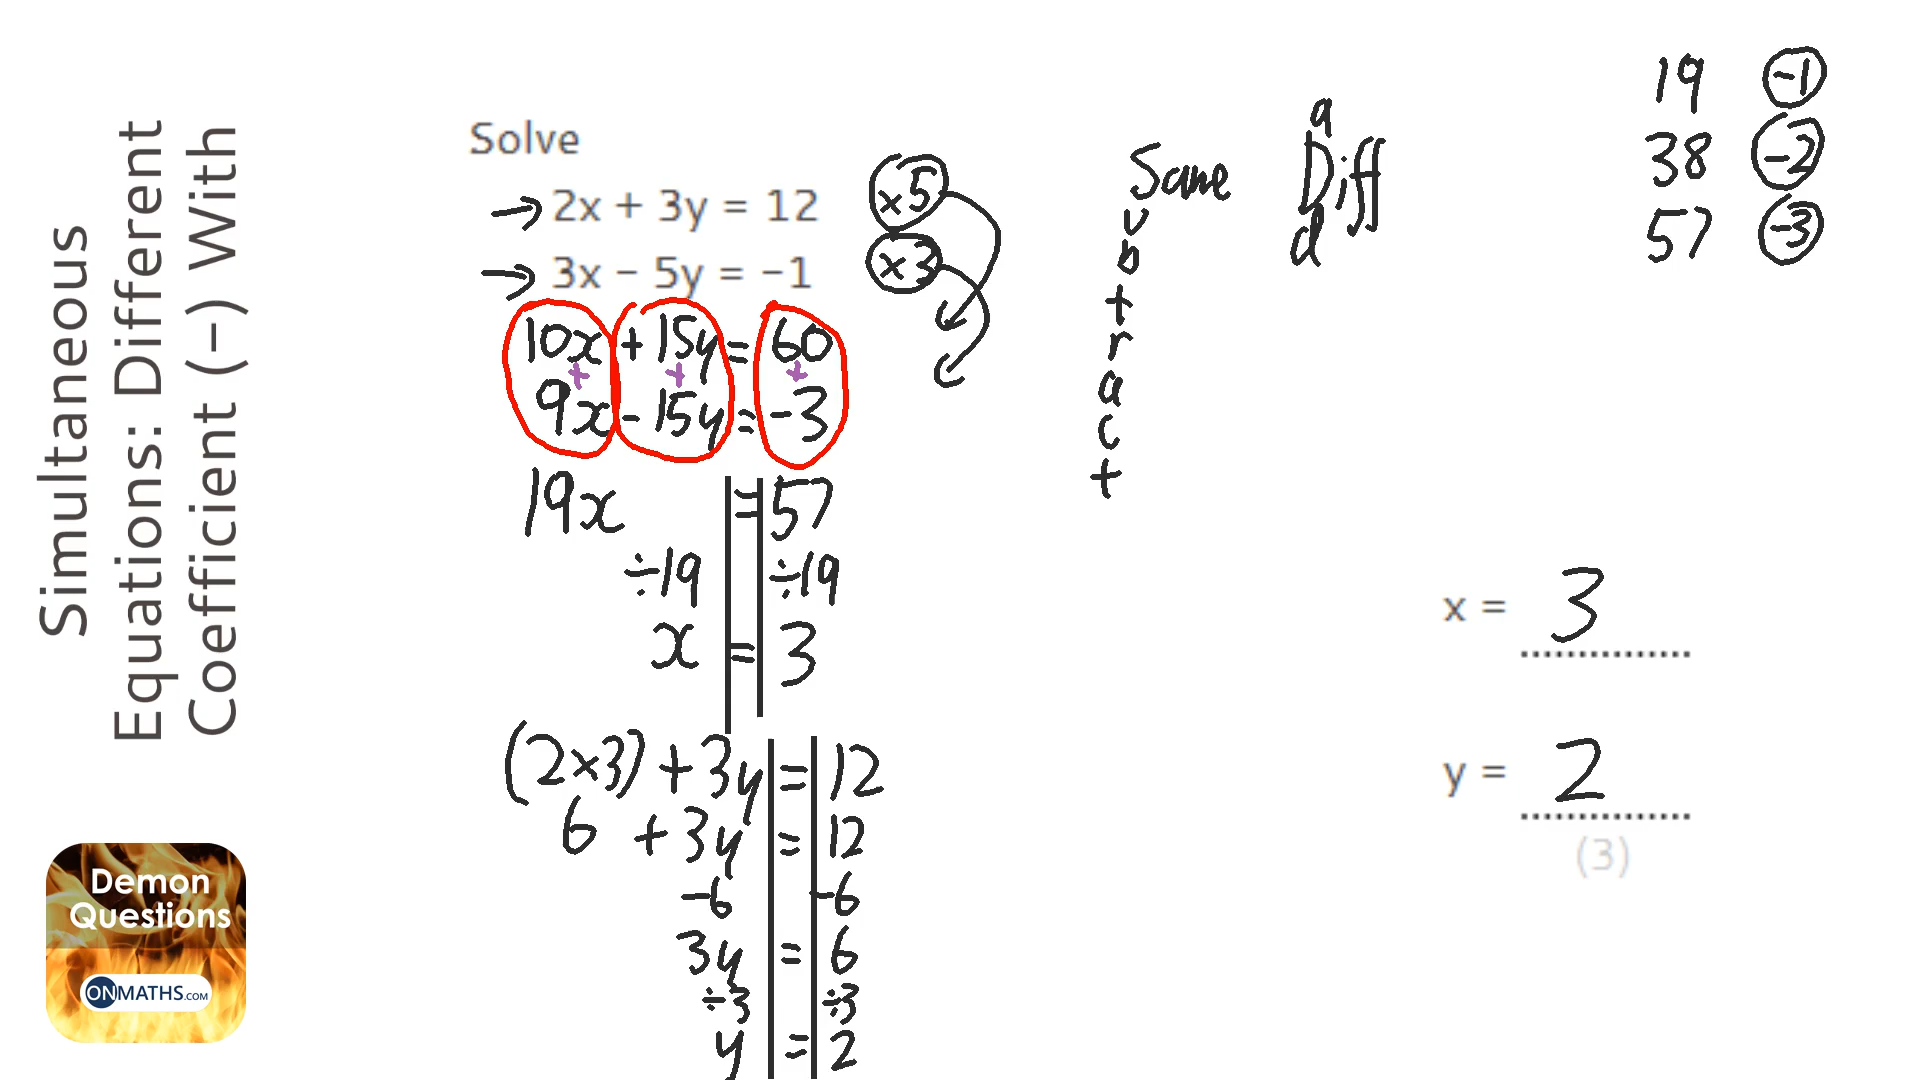 Simultaneous
Equations: Different
Coefficient (−) With
Solve
→ 2x + 3y = 12 ×5
→ 3x − 5y = −1 ×3
10x + 15y = 60
+ + +
9x − 15y = −3
19x = 57
÷19 ÷19
x = 3
(2×3) + 3y = 12
6 + 3y = 12
−6 −6
3y = 6
÷3 ÷3
y = 2
Same
u
b
t
r
a
c
t
a
Diff
d
19 −1
38 −2
57 −3
x = 3
y = 2
(3)
Demon
Questions
ONMATHS.COM